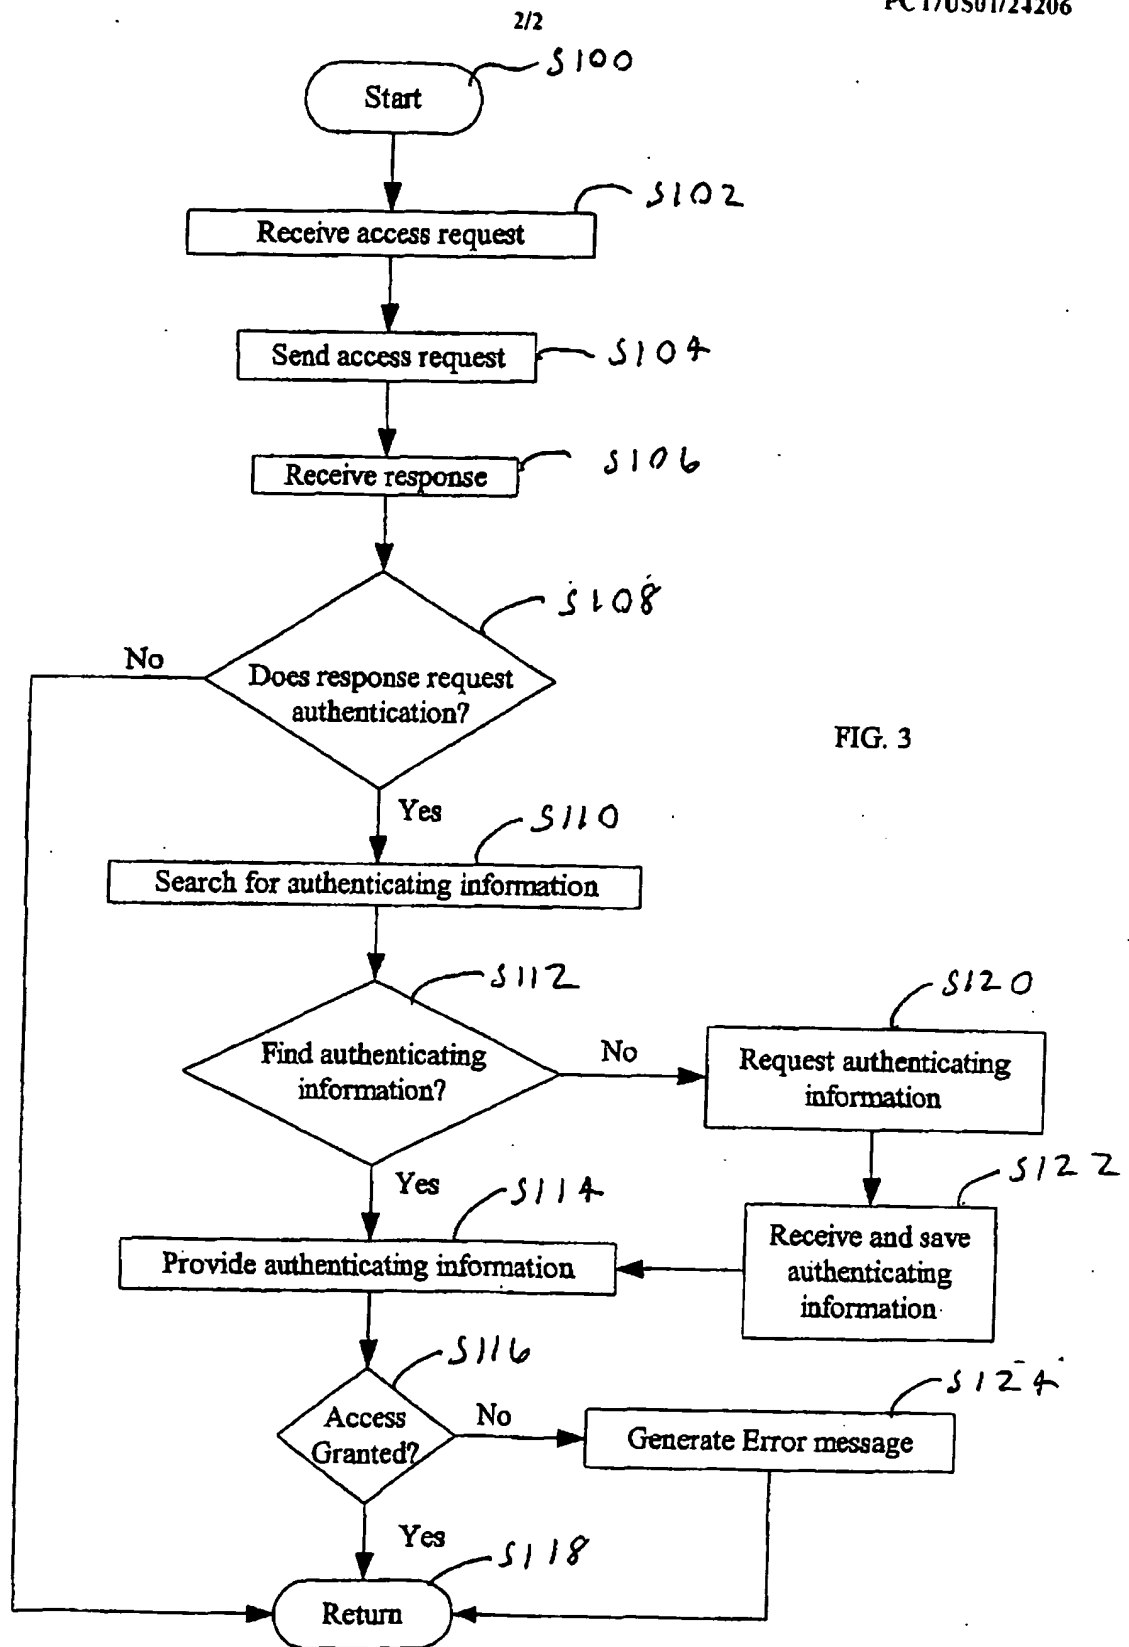 PCT/US01/24206
2/2
S100
Start
S102
Receive access request
Send access request
S104
Receive response
S106
S108
No
Does response request
authentication?
FIG. 3
Yes
S110
Search for authenticating information
S112
S120
Find authenticating
information?
No
Request authenticating
information
Yes
S114
S122
Provide authenticating information
Receive and save
authenticating
information
S116
S124
Access
Granted?
No
Generate Error message
Yes
S118
Return